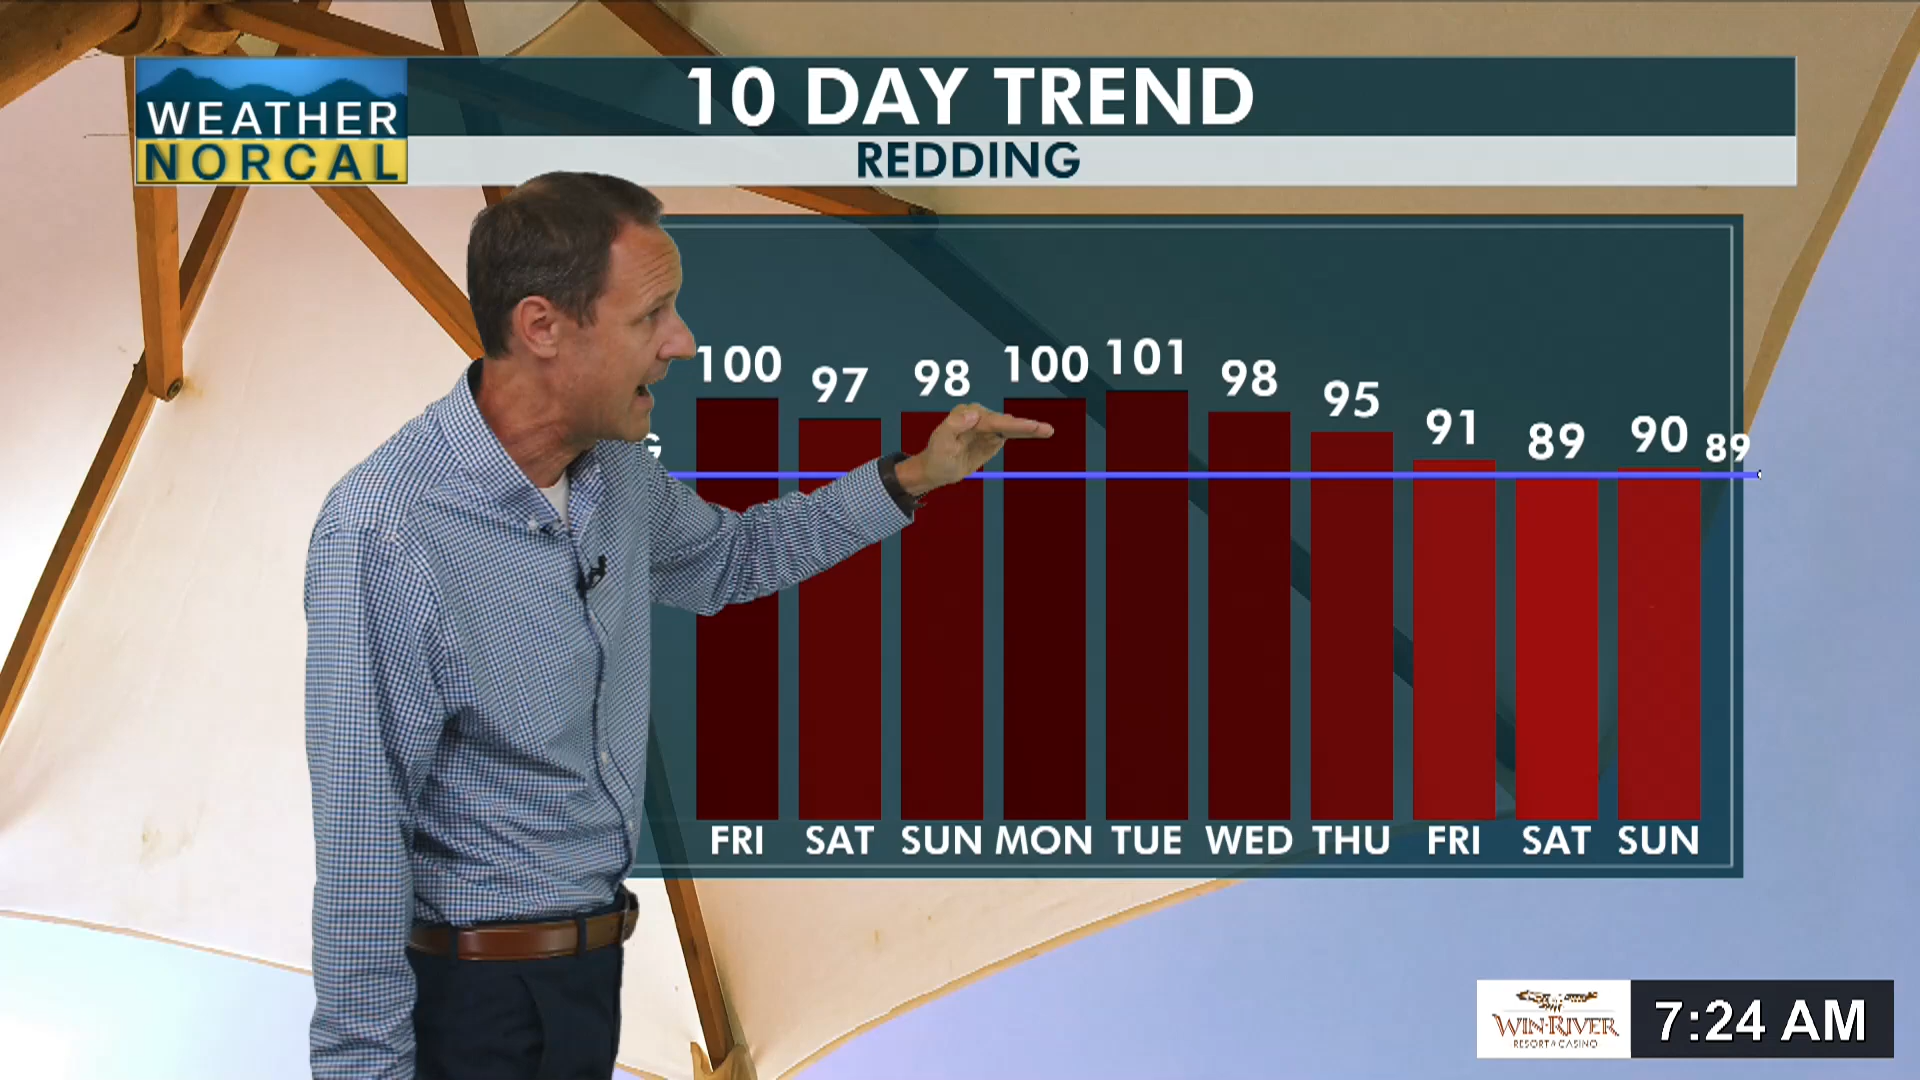 10 DAY TREND
WEATHER
NORCAL
REDDING
100 97 98 100 101 98 95 91 89 90 89
G
FRI SAT SUN MON TUE WED THU FRI SAT SUN
WIN-RIVER
RESORT & CASINO
7:24 AM